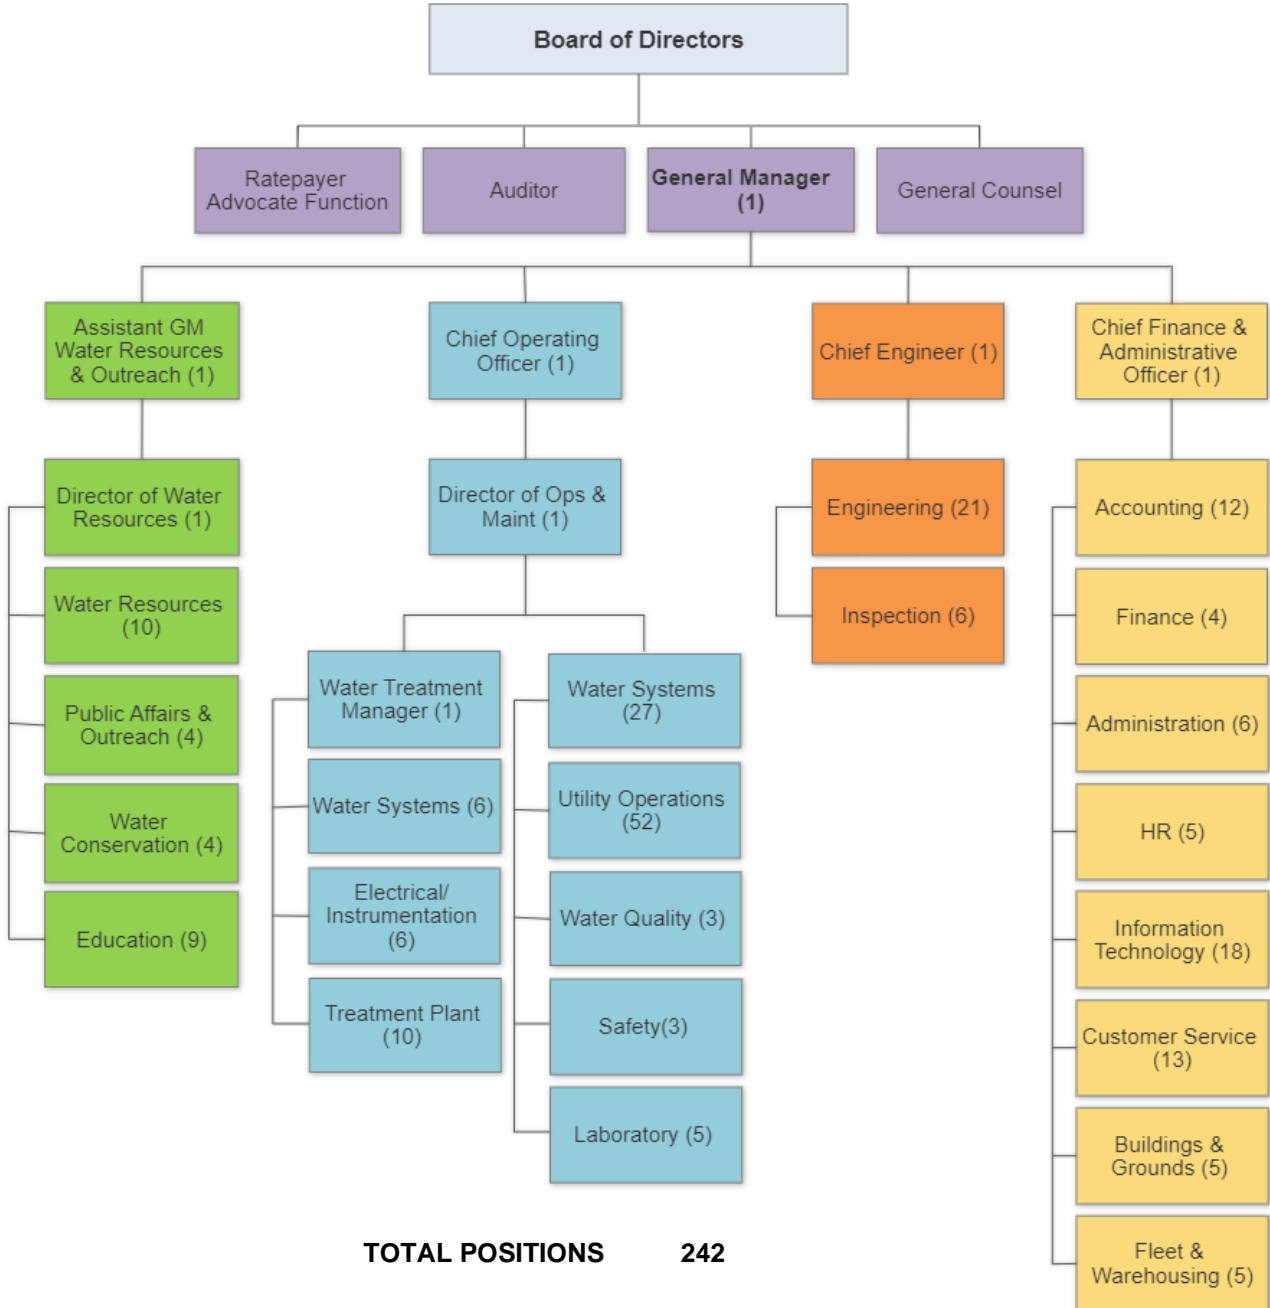 Board of Directors
Ratepayer
Advocate Function
Auditor
General Manager
(1)
General Counsel
Assistant GM
Water Resources
& Outreach (1)
Chief Operating
Officer (1)
Chief Engineer (1)
Chief Finance &
Administrative
Officer (1)
Director of Water
Resources (1)
Water Resources
(10)
Public Affairs &
Outreach (4)
Water
Conservation (4)
Education (9)
Director of Ops &
Maint (1)
Water Treatment
Manager (1)
Water Systems (6)
Electrical/
Instrumentation
(6)
Treatment Plant
(10)
Water Systems
(27)
Utility Operations
(52)
Water Quality (3)
Safety(3)
Laboratory (5)
Engineering (21)
Inspection (6)
Accounting (12)
Finance (4)
Administration (6)
HR (5)
Information
Technology (18)
Customer Service
(13)
Buildings &
Grounds (5)
Fleet &
Warehousing (5)
TOTAL POSITIONS 242